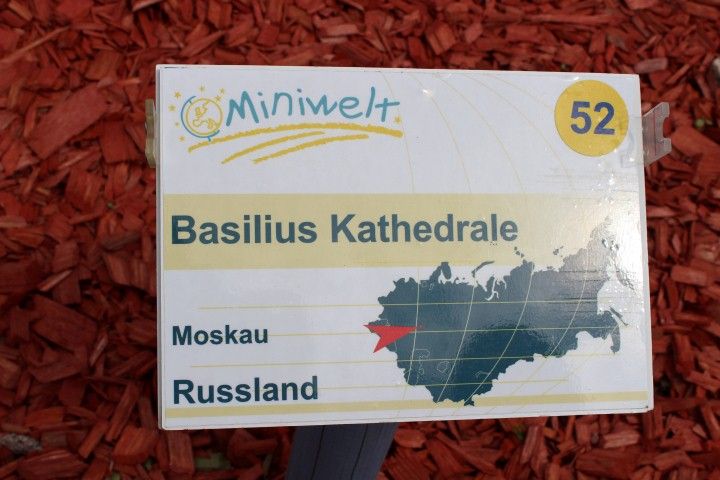 Miniwelt
52
Basilius Kathedrale
Moskau
Russland